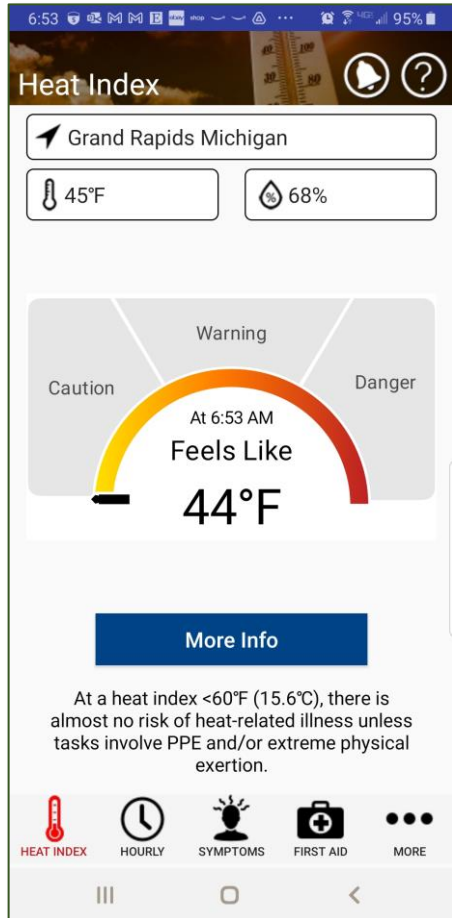 6:53 95%
Heat Index
Grand Rapids Michigan
45°F 68%
Warning
Caution Danger
At 6:53 AM
Feels Like
44°F
More Info
At a heat index <60°F (15.6°C), there is
almost no risk of heat-related illness unless
tasks involve PPE and/or extreme physical
exertion.
HEAT INDEX HOURLY SYMPTOMS FIRST AID MORE